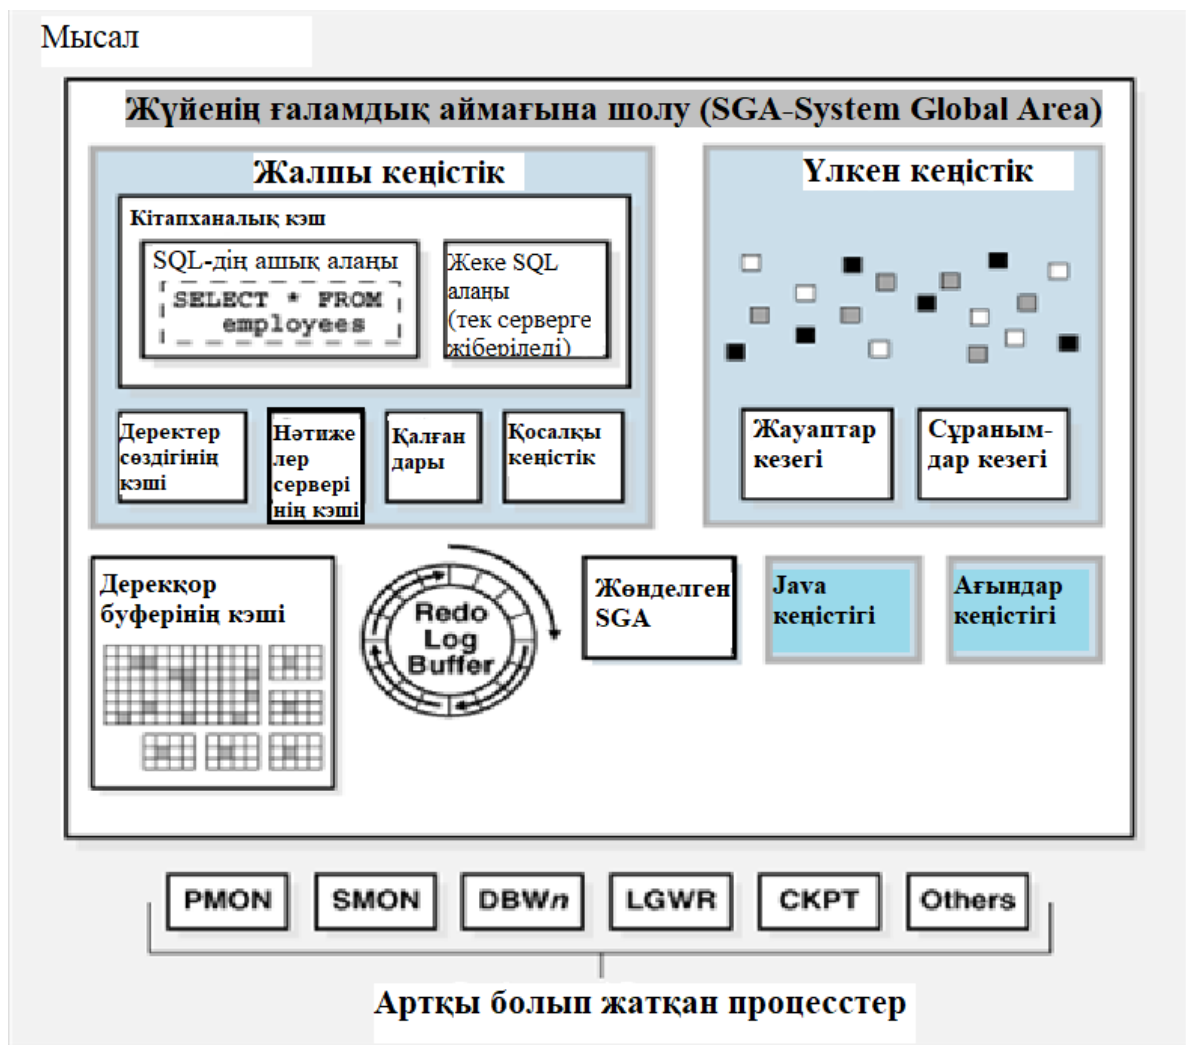 Мысал
Жүйенің ғаламдық аймағына шолу (SGA-System Global Area)
Жалпы кеңістік
Кітапханалық кэш
SQL-дің ашық алаңы
SELECT * FROM
employees
Жеке SQL
алаңы
(тек серверге
жіберіледі)
Деректер
сөздігінің
кэші
Нәтиже
лер
сервері
нің кэші
Қалған
дары
Қосалқы
кеңістік
Үлкен кеңістік
Жауаптар
кезегі
Сұраным-
дар кезегі
Дерекқор
буферінің кэші
Redo
Log
Buffer
Жөнделген
SGA
Java
кеңістігі
Ағындар
кеңістігі
PMON
SMON
DBWn
LGWR
CKPT
Others
Артқы болып жатқан процесстер